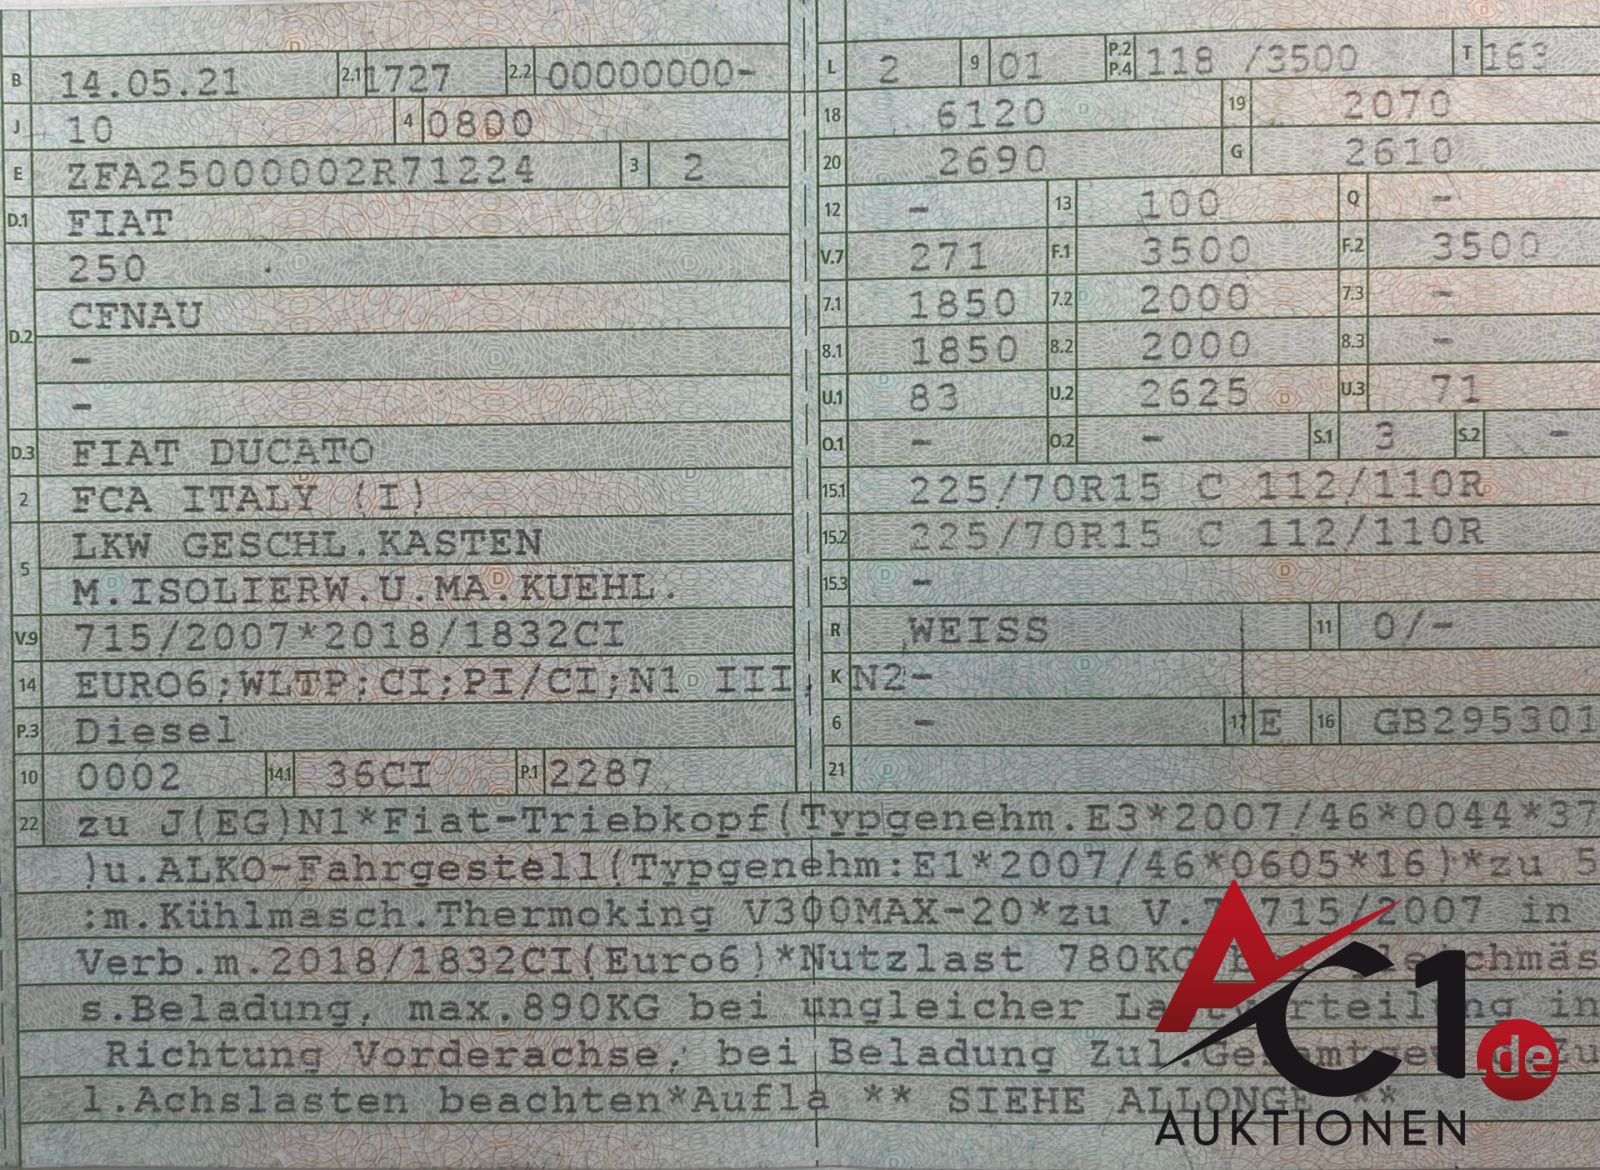 B 14.05.21 2.1 1727 2.2 00000000-
J 10 4 0800
E ZFA25000002R71224 3 2
D.1 FIAT
250
CFNAU
D.2
-
-
D.3 FIAT DUCATO
2 FCA ITALY (I)
LKW GESCHL.KASTEN
5
M.ISOLIERW.U.MA.KUEHL.
V.9 715/2007*2018/1832CI
14 EURO6;WLTP;CI;PI/CI;N1 III, N2
P.3 Diesel
10 0002 14.1 36CI P.1 2287
L 2 9 01 P.2 P.4 118 /3500 T 163
18 6120 19 2070
20 2690 G 2610
12 - 13 100 Q -
V.7 271 F.1 3500 F.2 3500
7.1 1850 7.2 2000 7.3 -
8.1 1850 8.2 2000 8.3 -
U.1 83 U.2 2625 U.3 71
O.1 - O.2 - S.1 3 S.2 -
15.1 225/70R15 C 112/110R
15.2 225/70R15 C 112/110R
15.3 -
R WEISS 11 0/-
K -
6 - 17 E 16 GB295301
21
22 zu J(EG)N1*Fiat-Triebkopf(Typgenehm.E3*2007/46*0044*37
)u.ALKO-Fahrgestell(Typgenehm:E1*2007/46*0605*16)*zu 5
:m.Kühlmasch.Thermoking V300MAX-20*zu V. 715/2007 in
Verb.m.2018/1832CI(Euro6)*Nutzlast 780KG bei gleichmäs
s.Beladung, max.890KG bei ungleicher Lastverteilung in
Richtung Vorderachse, bei Beladung Zul.Gesamtgew. Zu
l.Achslasten beachten*Aufla ** SIEHE ALLONGE **
AC1.de
AUKTIONEN